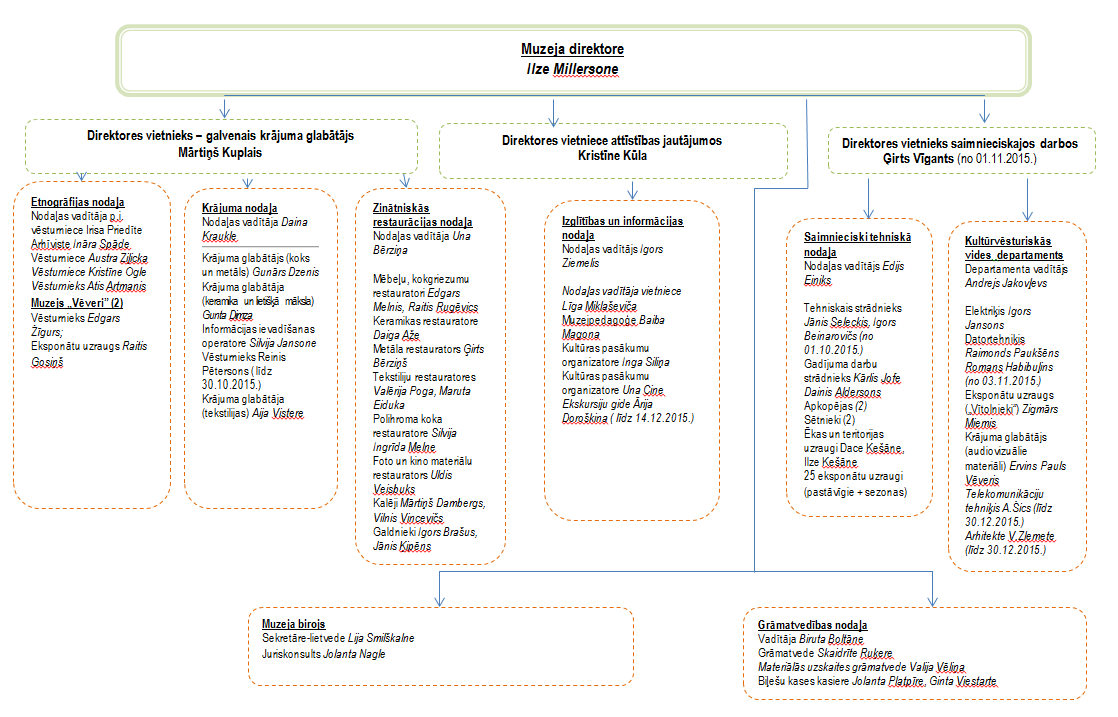 Muzeja direktore
Ilze Millersone
Direktores vietnieks – galvenais krājuma glabātājs
Mārtiņš Kuplais
Direktores vietniece attīstības jautājumos
Kristīne Kūla
Direktores vietnieks saimnieciskajos darbos
Ģirts Vīgants (no 01.11.2015.)
Etnogrāfijas nodaļa
Nodaļas vadītāja p.i.
vēsturniece Irisa Priedīte
Arhīviste Ināra Spāde
Vēsturniece Austra Ziļicka
Vēsturniece Kristīne Ogle
Vēsturnieks Atis Artmanis
Muzejs „Vēveri” (2)
Vēsturnieks Edgars
Žīgurs;
Eksponātu uzraugs Raitis
Gosiņš
Krājuma nodaļa
Nodaļas vadītāja Daina
Kraukle
Krājuma glabātājs (koks
un metāls) Gunārs Dzenis
Krājuma glabātāja
(keramika un lietišķā māksla)
Gunta Dimza
Informācijas ievadīšanas
operatore Silvija Jansone
Vēsturnieks Reinis
Pētersons ( līdz
30.10.2015.)
Krājuma glabātāja
(tekstilijas) Aija Vistere
Zinātniskās
restaurācijas nodaļa
Nodaļas vadītāja Una
Bērziņa
Mēbeļu, kokgriezumu
restauratori Edgars
Melnis, Raitis Rugēvics
Keramikas restauratore
Daiga Āže
Metāla restaurators Ģirts
Bērziņš
Tekstiliju restauratores
Valērija Poga, Maruta
Eiduka
Polihroma koka
restauratore Silvija
Ingrīda Melne
Foto un kino materiālu
restaurators Uldis
Veisbuks
Kalēji Mārtiņš Dambergs,
Vilnis Vincevičs
Galdnieki Igors Brašus,
Jānis Ķipēns
Izglītības un informācijas
nodaļa
Nodaļas vadītājs Igors
Ziemelis
Nodaļas vadītāja vietniece
Līga Miklaševiča
Muzejpedagoģe Baiba
Magona
Kultūras pasākumu
organizatore Inga Siliņa
Kultūras pasākumu
organizatore Una Cine
Ekskursiju gide Ārija
Doroškina ( līdz 14.12.2015.)
Saimnieciski tehniskā
nodaļa
Nodaļas vadītājs Edijs
Einiks
Tehniskais strādnieks
Jānis Seļeckis, Igors
Beinarovičs (no
01.10.2015.)
Gadījuma darbu
strādnieks Kārlis Jofe
Dainis Aldersons
Apkopējas (2)
Sētnieki (2)
Ēkas un teritorijas
uzraugi Dace Kešāne,
Ilze Kešāne
25 eksponātu uzraugi
(pastāvīgie + sezonas)
Kultūrvēsturiskās
vides departaments
Departamenta vadītājs
Andrejs Jakovļevs
Elektriķis Igors
Jansons
Datortehniķis
Raimonds Paukšēns
Romans Habibuļins
(no 03.11.2015.)
Eksponātu uzraugs
(„Vītolnieki”) Zigmārs
Miemis
Krājuma glabātājs
(audiovizuālie
materiāli) Ervins Pauls
Vēveris
Telekomunikāciju
tehniķis A.Sics (līdz
30.12.2015.)
Arhitekte V.Zlemete
(līdz 30.12.2015.)
Muzeja birojs
Sekretāre-lietvede Lija Smilškalne
Juriskonsults Jolanta Nagle
Grāmatvedības nodaļa
Vadītāja Biruta Boltāne
Grāmatvede Skaidrīte Ruķere
Materiālās uzskaites grāmatvede Valija Vēliņa
Biļešu kases kasiere Jolanta Platpīre, Ginta Viestarte